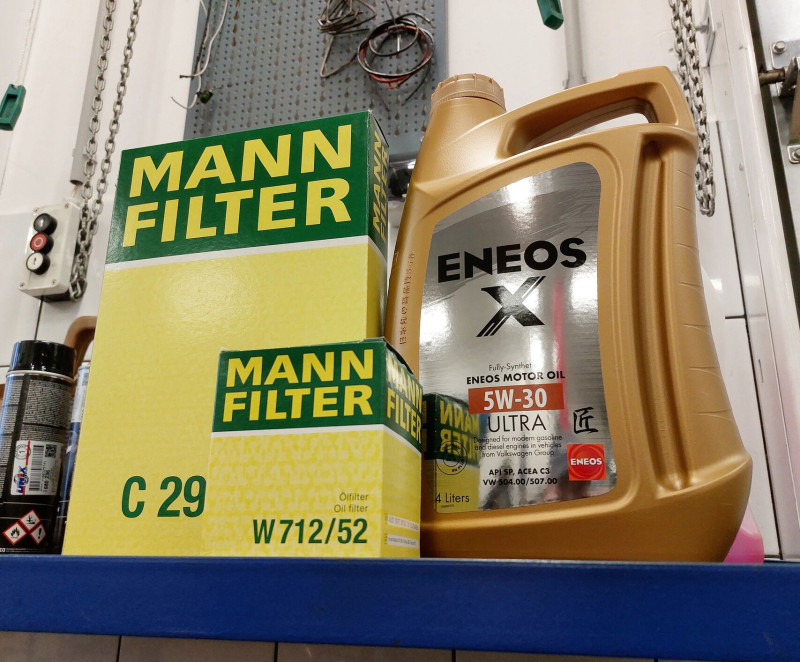 MANN
FILTER
MANN
C 29
MANN
FILTER
MANN
FILTER
Ölfilter
Oil filter
W 712/52
ENEOS
X
Fully-Synthetic
ENEOS MOTOR OIL
5W-30
ULTRA
匠
Designed for modern gasoline
and diesel engines in vehicles
from Volkswagen Group
ENEOS
API SP, ACEA C3
VW 504.00/507.00
4 Liters